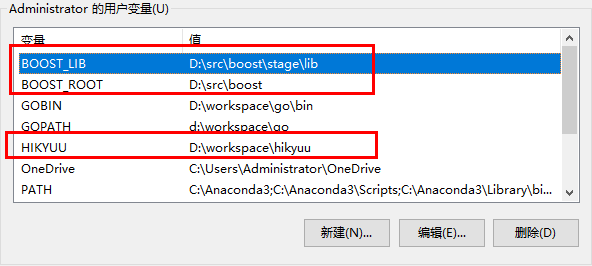 Administrator 的用户变量(U)
变量 值
BOOST_LIB D:\src\boost\stage\lib
BOOST_ROOT D:\src\boost
GOBIN D:\workspace\go\bin
GOPATH d:\workspace\go
HIKYUU D:\workspace\hikyuu
OneDrive C:\Users\Administrator\OneDrive
PATH C:\Anaconda3;C:\Anaconda3\Scripts;C:\Anaconda3\Library\bi...
新建(N)... 编辑(E)... 删除(D)